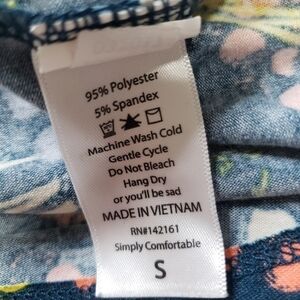 95% Polyester
5% Spandex
Machine Wash Cold
Gentle Cycle
Do Not Bleach
Hang Dry
or you'll be sad
MADE IN VIETNAM
RN#142161
Simply Comfortable
S